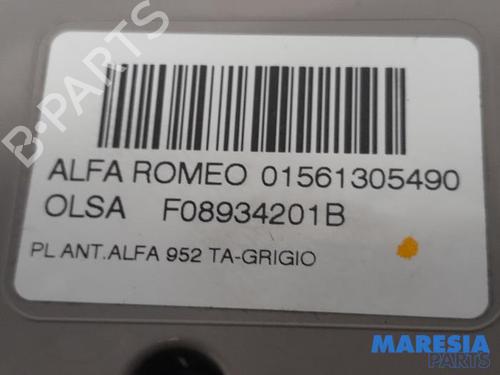 B-PARTS
ALFA ROMEO 01561305490
OLSA F08934201B
PL ANT.ALFA 952 TA-GRIGIO
MARESIA
PARTS